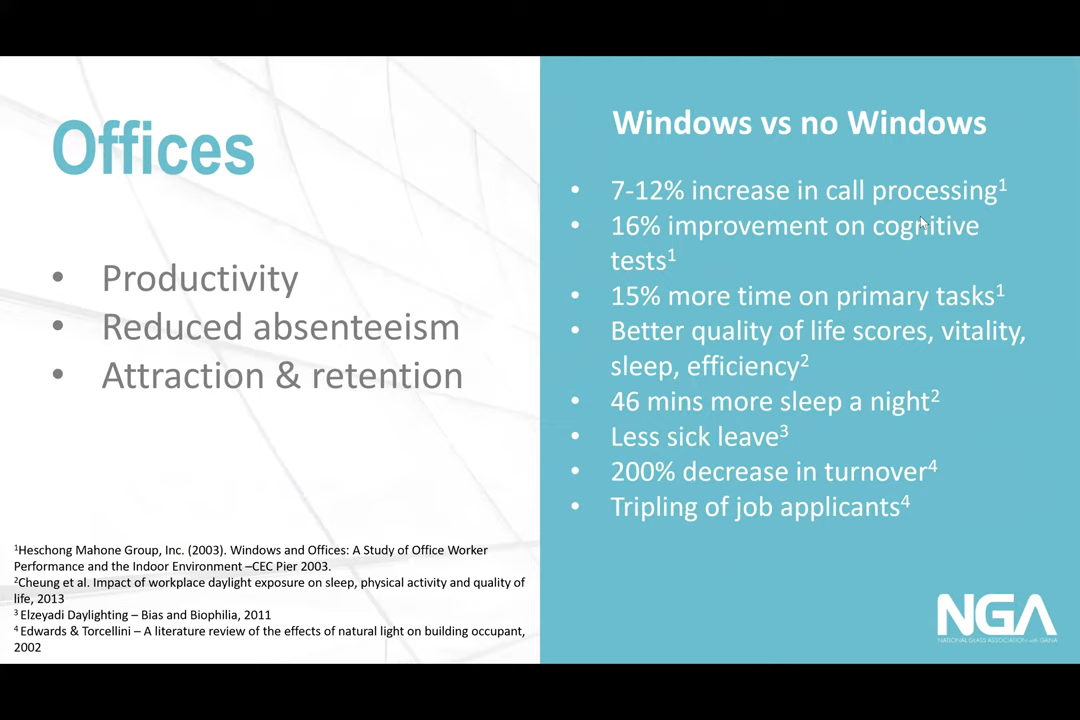 Offices
• Productivity
• Reduced absenteeism
• Attraction & retention
¹Heschong Mahone Group, Inc. (2003). Windows and Offices: A Study of Office Worker
Performance and the Indoor Environment –CEC Pier 2003.
²Cheung et al. Impact of workplace daylight exposure on sleep, physical activity and quality of
life, 2013
³ Elzeyadi Daylighting – Bias and Biophilia, 2011
⁴ Edwards & Torcellini – A literature review of the effects of natural light on building occupant,
2002
Windows vs no Windows
• 7-12% increase in call processing¹
• 16% improvement on cognitive
tests¹
• 15% more time on primary tasks¹
• Better quality of life scores, vitality,
sleep, efficiency²
• 46 mins more sleep a night²
• Less sick leave³
• 200% decrease in turnover⁴
• Tripling of job applicants⁴
NGA
NATIONAL GLASS ASSOCIATION with GANA